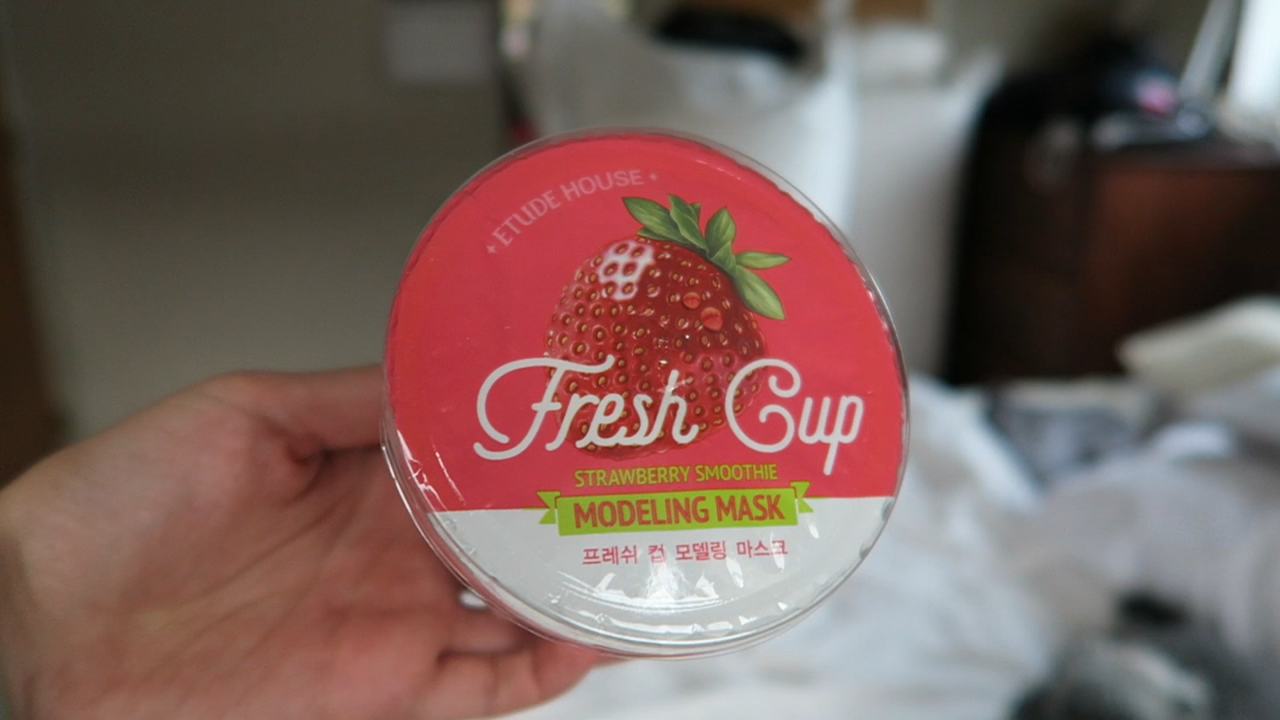 + ETUDE HOUSE +
Fresh Cup
STRAWBERRY SMOOTHIE
MODELING MASK
프레쉬 컵 모델링 마스크